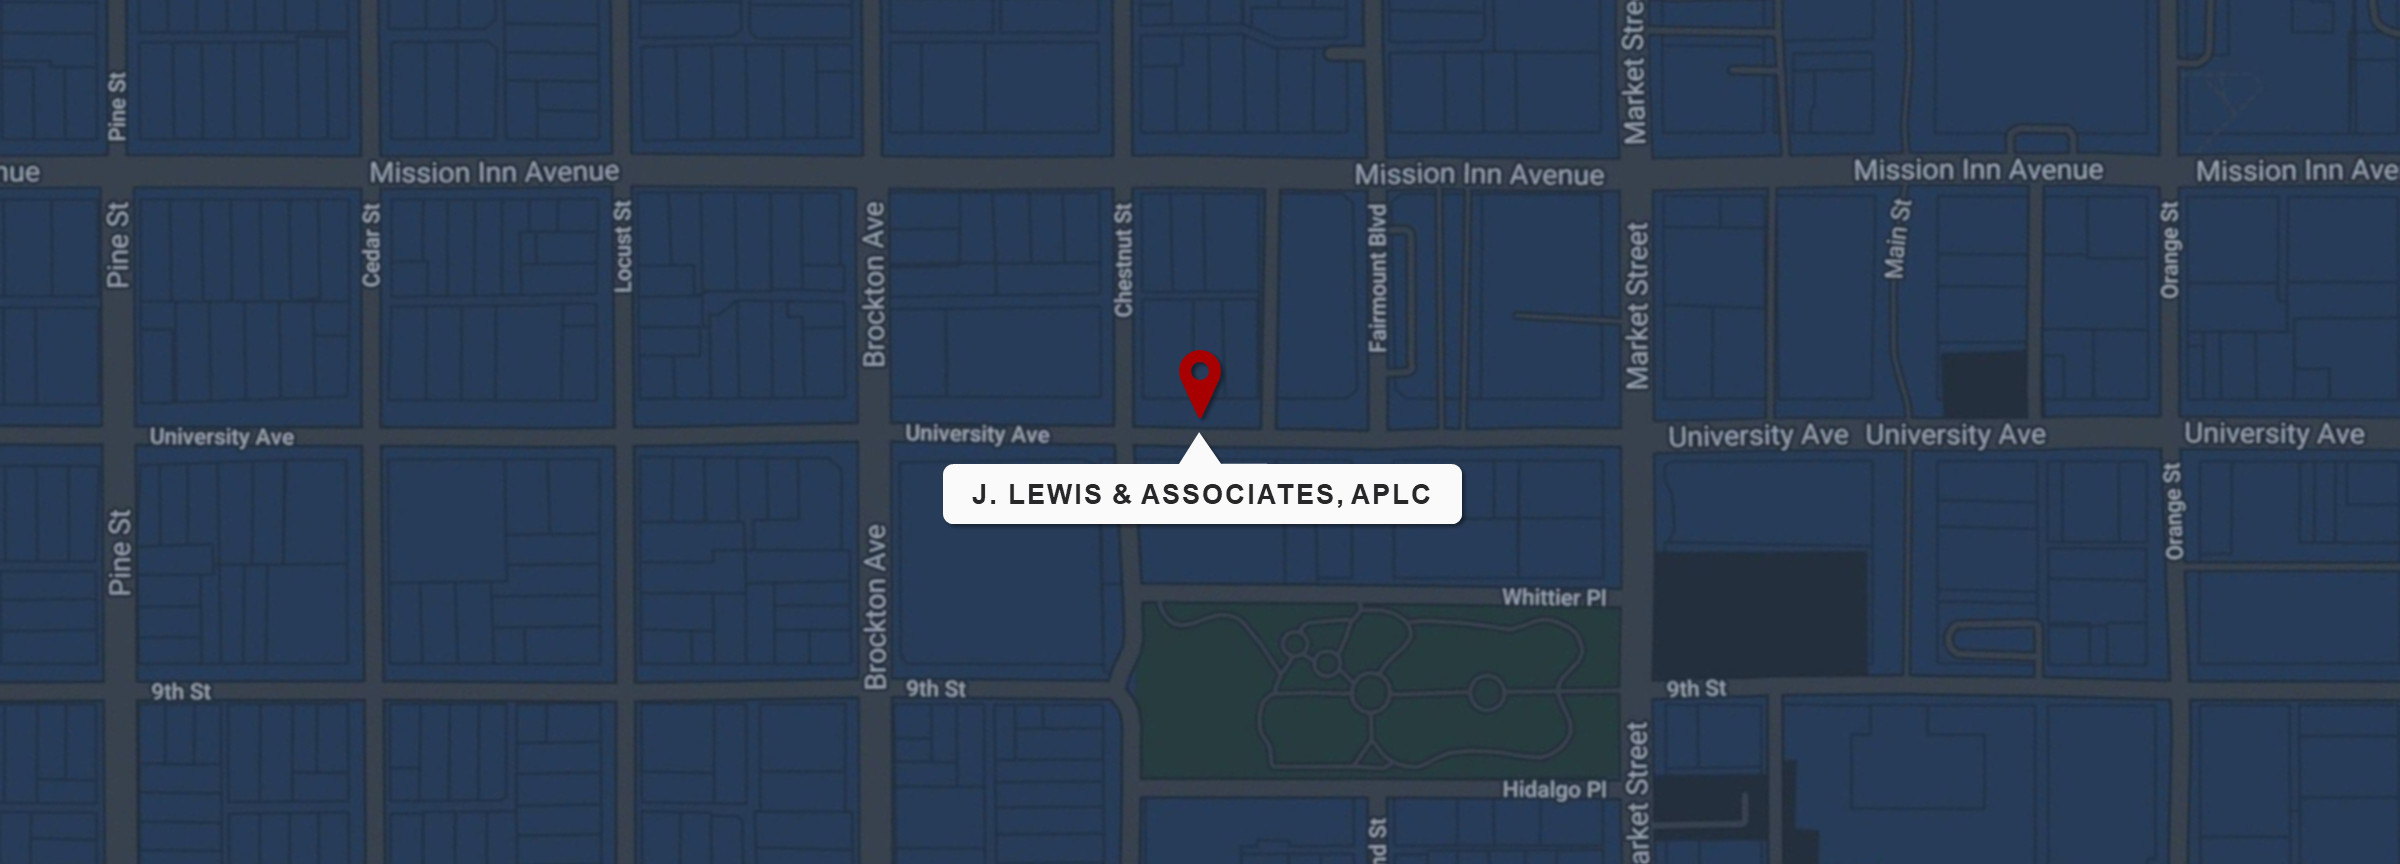 Market Stre
Pine St
nue
Mission Inn Avenue
Mission Inn Avenue
Mission Inn Avenue
Mission Inn Ave
Pine St
Cedar St
Locust St
Brockton Ave
Chestnut St
Fairmount Blvd
Market Street
Main St
Orange St
University Ave
University Ave
University Ave
University Ave
University Ave
J. LEWIS & ASSOCIATES, APLC
Pine St
Brockton Ave
Orange St
Whittier Pl
9th St
9th St
9th St
Hidalgo Pl
arket Street
nd St